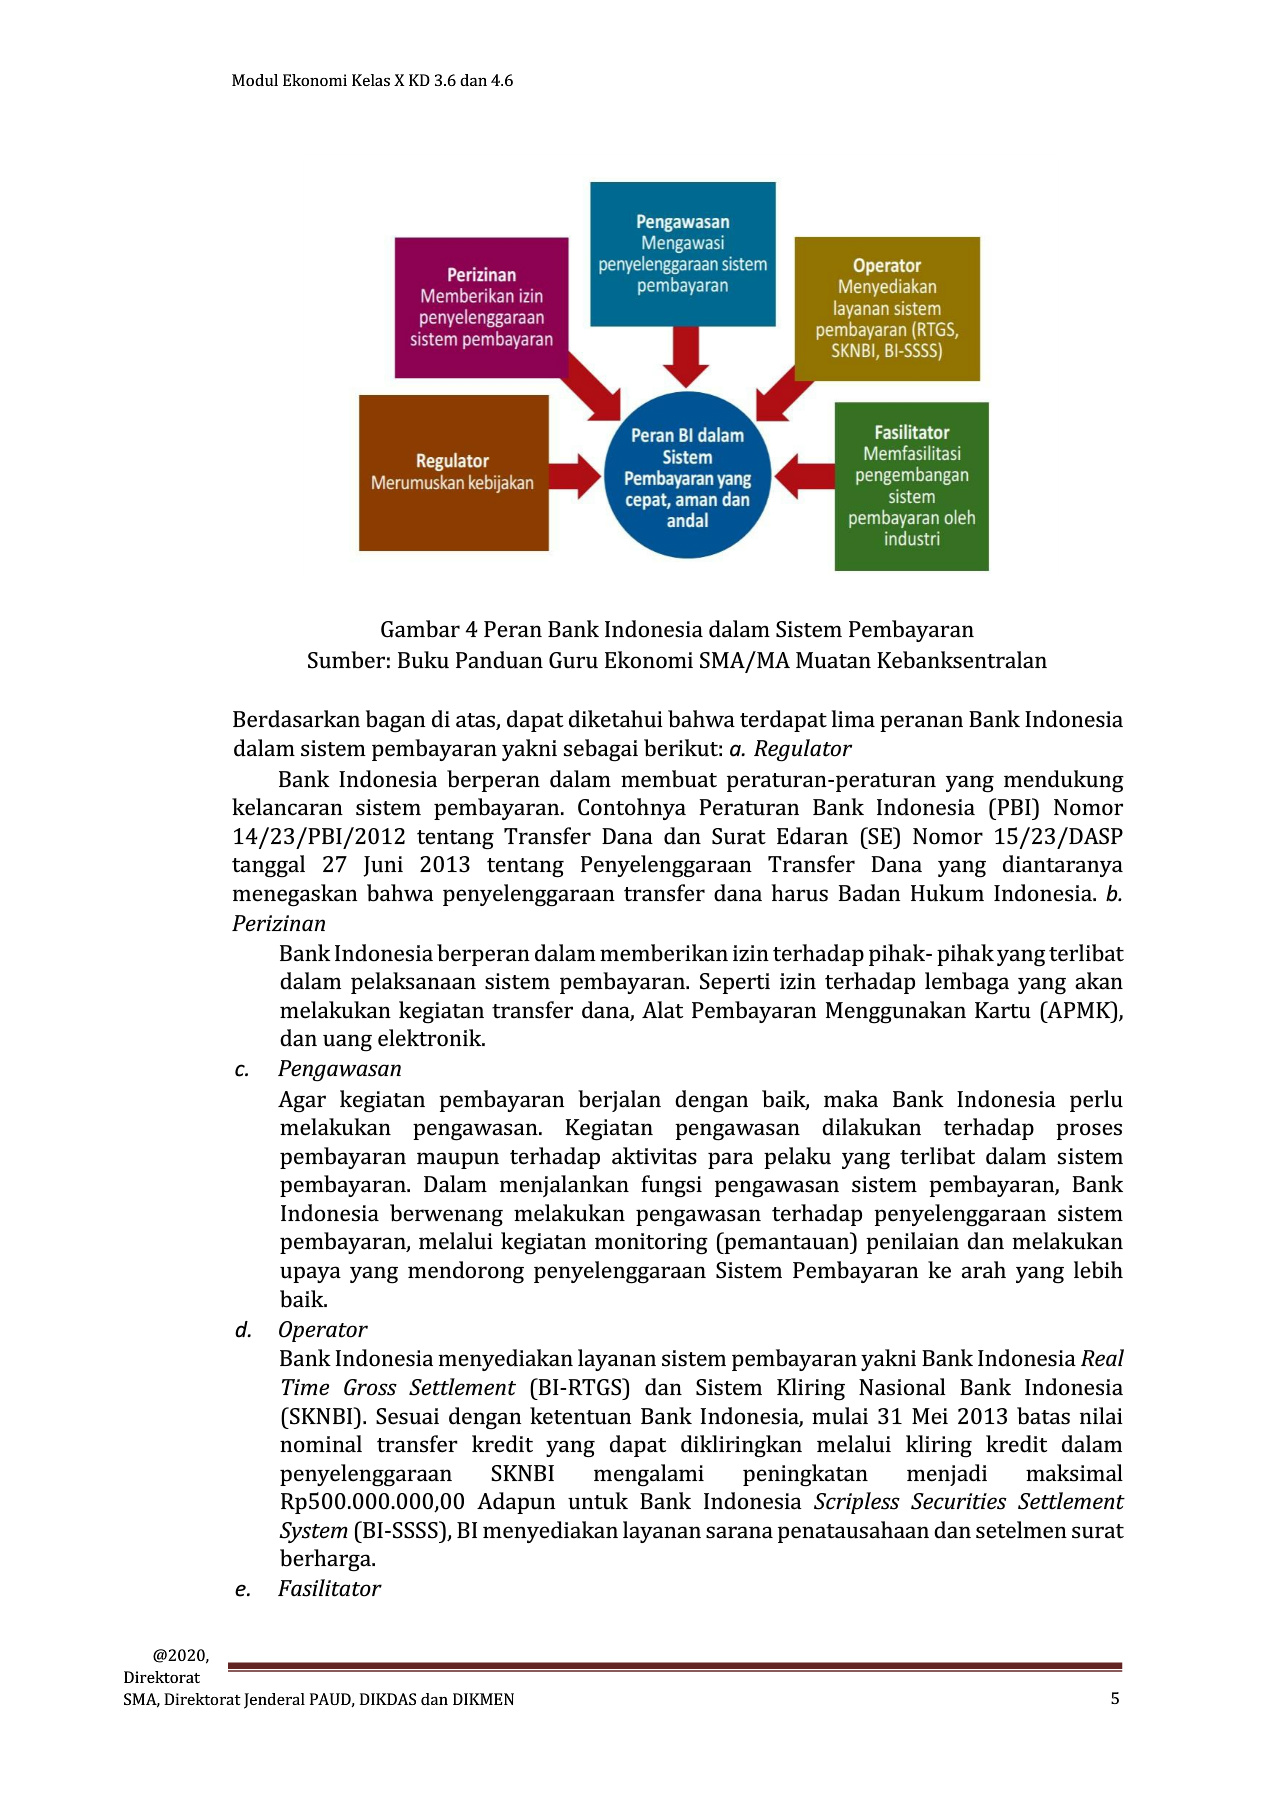 Modul Ekonomi Kelas X KD 3.6 dan 4.6
Pengawasan
Mengawasi
penyelenggaraan sistem
pembayaran
Perizinan
Memberikan izin
penyelenggaraan
sistem pembayaran
Operator
Menyediakan
layanan sistem
pembayaran (RTGS,
SKNBI, BI-SSSS)
Regulator
Merumuskan kebijakan
Peran BI dalam
Sistem
Pembayaran yang
cepat, aman dan
andal
Fasilitator
Memfasilitasi
pengembangan
sistem
pembayaran oleh
industri
Gambar 4 Peran Bank Indonesia dalam Sistem Pembayaran
Sumber: Buku Panduan Guru Ekonomi SMA/MA Muatan Kebanksentralan
Berdasarkan bagan di atas, dapat diketahui bahwa terdapat lima peranan Bank Indonesia
dalam sistem pembayaran yakni sebagai berikut: a. Regulator
Bank Indonesia berperan dalam membuat peraturan-peraturan yang mendukung
kelancaran sistem pembayaran. Contohnya Peraturan Bank Indonesia (PBI) Nomor
14/23/PBI/2012 tentang Transfer Dana dan Surat Edaran (SE) Nomor 15/23/DASP
tanggal 27 Juni 2013 tentang Penyelenggaraan Transfer Dana yang diantaranya
menegaskan bahwa penyelenggaraan transfer dana harus Badan Hukum Indonesia. b.
Perizinan
Bank Indonesia berperan dalam memberikan izin terhadap pihak- pihak yang terlibat
dalam pelaksanaan sistem pembayaran. Seperti izin terhadap lembaga yang akan
melakukan kegiatan transfer dana, Alat Pembayaran Menggunakan Kartu (APMK),
dan uang elektronik.
c. Pengawasan
Agar kegiatan pembayaran berjalan dengan baik, maka Bank Indonesia perlu
melakukan pengawasan. Kegiatan pengawasan dilakukan terhadap proses
pembayaran maupun terhadap aktivitas para pelaku yang terlibat dalam sistem
pembayaran. Dalam menjalankan fungsi pengawasan sistem pembayaran, Bank
Indonesia berwenang melakukan pengawasan terhadap penyelenggaraan sistem
pembayaran, melalui kegiatan monitoring (pemantauan) penilaian dan melakukan
upaya yang mendorong penyelenggaraan Sistem Pembayaran ke arah yang lebih
baik.
d. Operator
Bank Indonesia menyediakan layanan sistem pembayaran yakni Bank Indonesia Real
Time Gross Settlement (BI-RTGS) dan Sistem Kliring Nasional Bank Indonesia
(SKNBI). Sesuai dengan ketentuan Bank Indonesia, mulai 31 Mei 2013 batas nilai
nominal transfer kredit yang dapat dikliringkan melalui kliring kredit dalam
penyelenggaraan SKNBI mengalami peningkatan menjadi maksimal
Rp500.000.000,00 Adapun untuk Bank Indonesia Scripless Securities Settlement
System (BI-SSSS), BI menyediakan layanan sarana penatausahaan dan setelmen surat
berharga.
e. Fasilitator
@2020,
Direktorat
SMA, Direktorat Jenderal PAUD, DIKDAS dan DIKMEN
5